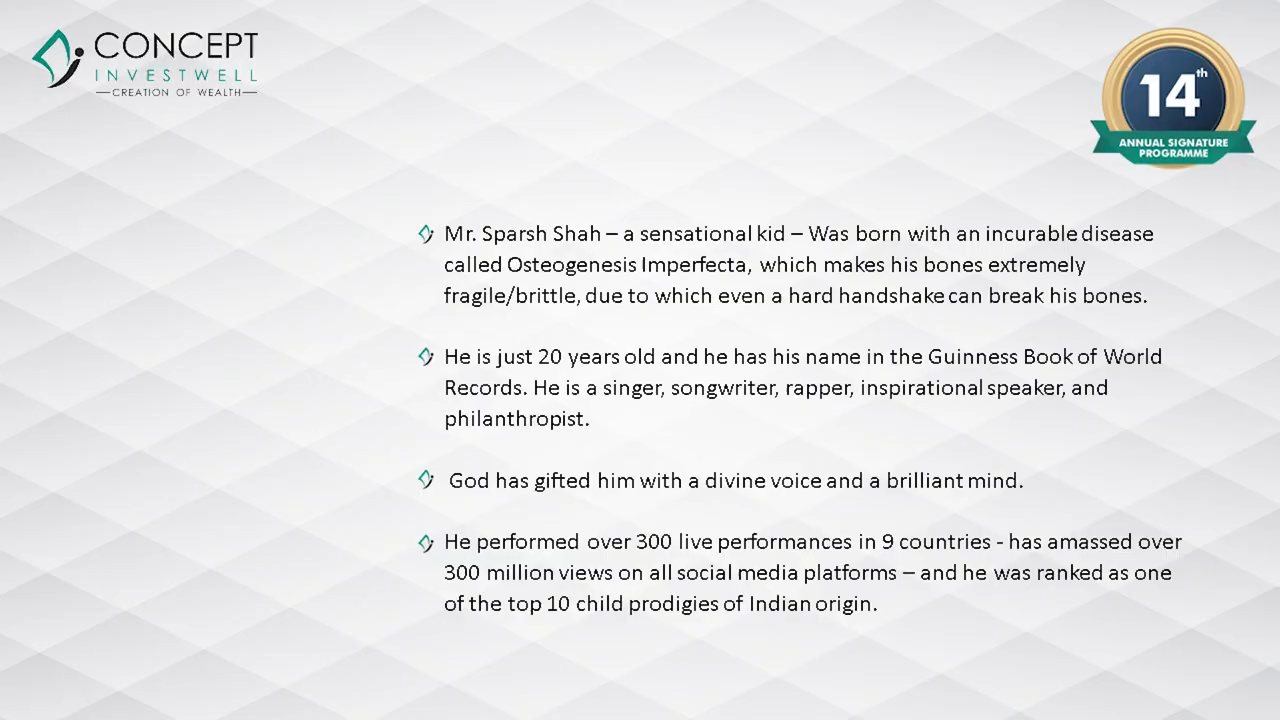 CONCEPT
INVESTWELL
CREATION OF WEALTH
14th
ANNUAL SIGNATURE
PROGRAMME
Mr. Sparsh Shah – a sensational kid – Was born with an incurable disease
called Osteogenesis Imperfecta, which makes his bones extremely
fragile/brittle, due to which even a hard handshake can break his bones.
He is just 20 years old and he has his name in the Guinness Book of World
Records. He is a singer, songwriter, rapper, inspirational speaker, and
philanthropist.
God has gifted him with a divine voice and a brilliant mind.
He performed over 300 live performances in 9 countries - has amassed over
300 million views on all social media platforms – and he was ranked as one
of the top 10 child prodigies of Indian origin.